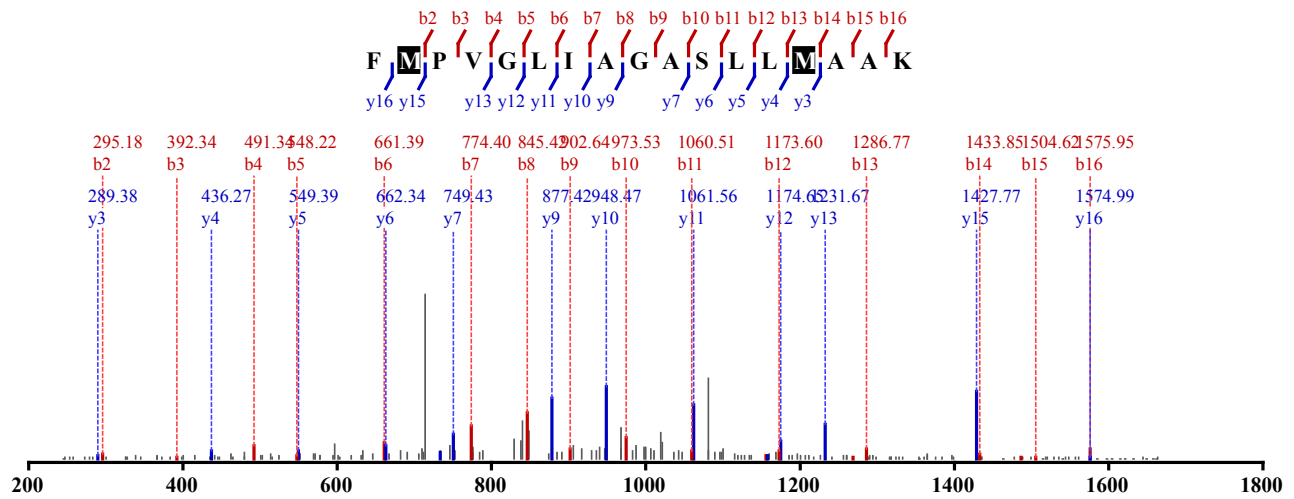 b2 b3 b4 b5 b6 b7 b8 b9 b10 b11 b12 b13 b14 b15 b16
F M P V G L I A G A S L L M A A K
y16 y15 y13 y12 y11 y10 y9 y7 y6 y5 y4 y3
295.18 392.34 491.34 548.22 661.39 774.40 845.42 902.64 973.53 1060.51 1173.60 1286.77 1433.85 1504.62 1575.95
b2 b3 b4 b5 b6 b7 b8 b9 b10 b11 b12 b13 b14 b15 b16
289.38 436.27 549.39 662.34 749.43 877.42 948.47 1061.56 1174.65 1231.67 1427.77 1574.99
y3 y4 y5 y6 y7 y9 y10 y11 y12 y13 y15 y16
200 400 600 800 1000 1200 1400 1600 1800